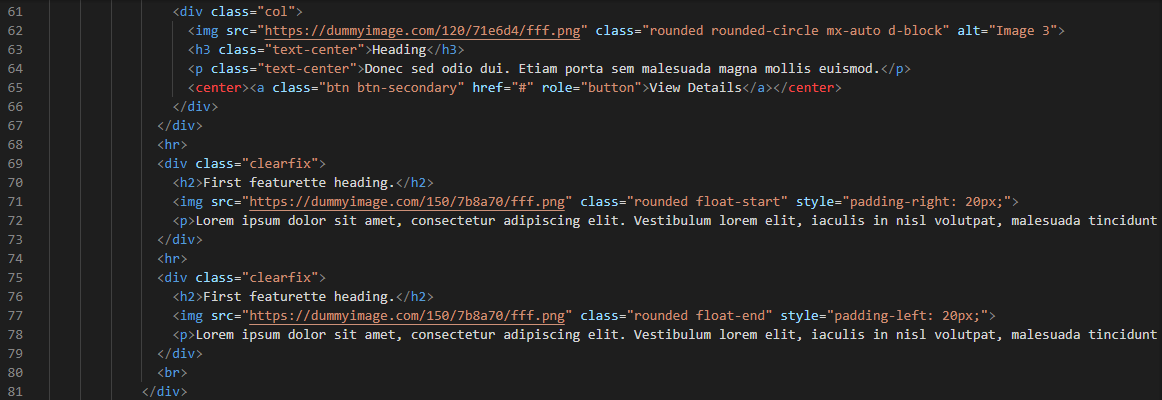 61 <div class="col">
62 <img src="https://dummyimage.com/120/71e6d4/fff.png" class="rounded rounded-circle mx-auto d-block" alt="Image 3">
63 <h3 class="text-center">Heading</h3>
64 <p class="text-center">Donec sed odio dui. Etiam porta sem malesuada magna mollis euismod.</p>
65 <center><a class="btn btn-secondary" href="#" role="button">View Details</a></center>
66 </div>
67 </div>
68 <hr>
69 <div class="clearfix">
70 <h2>First featurette heading.</h2>
71 <img src="https://dummyimage.com/150/7b8a70/fff.png" class="rounded float-start" style="padding-right: 20px;">
72 <p>Lorem ipsum dolor sit amet, consectetur adipiscing elit. Vestibulum lorem elit, iaculis in nisl volutpat, malesuada tincidunt
73 </div>
74 <hr>
75 <div class="clearfix">
76 <h2>First featurette heading.</h2>
77 <img src="https://dummyimage.com/150/7b8a70/fff.png" class="rounded float-end" style="padding-left: 20px;">
78 <p>Lorem ipsum dolor sit amet, consectetur adipiscing elit. Vestibulum lorem elit, iaculis in nisl volutpat, malesuada tincidunt
79 </div>
80 <br>
81 </div>